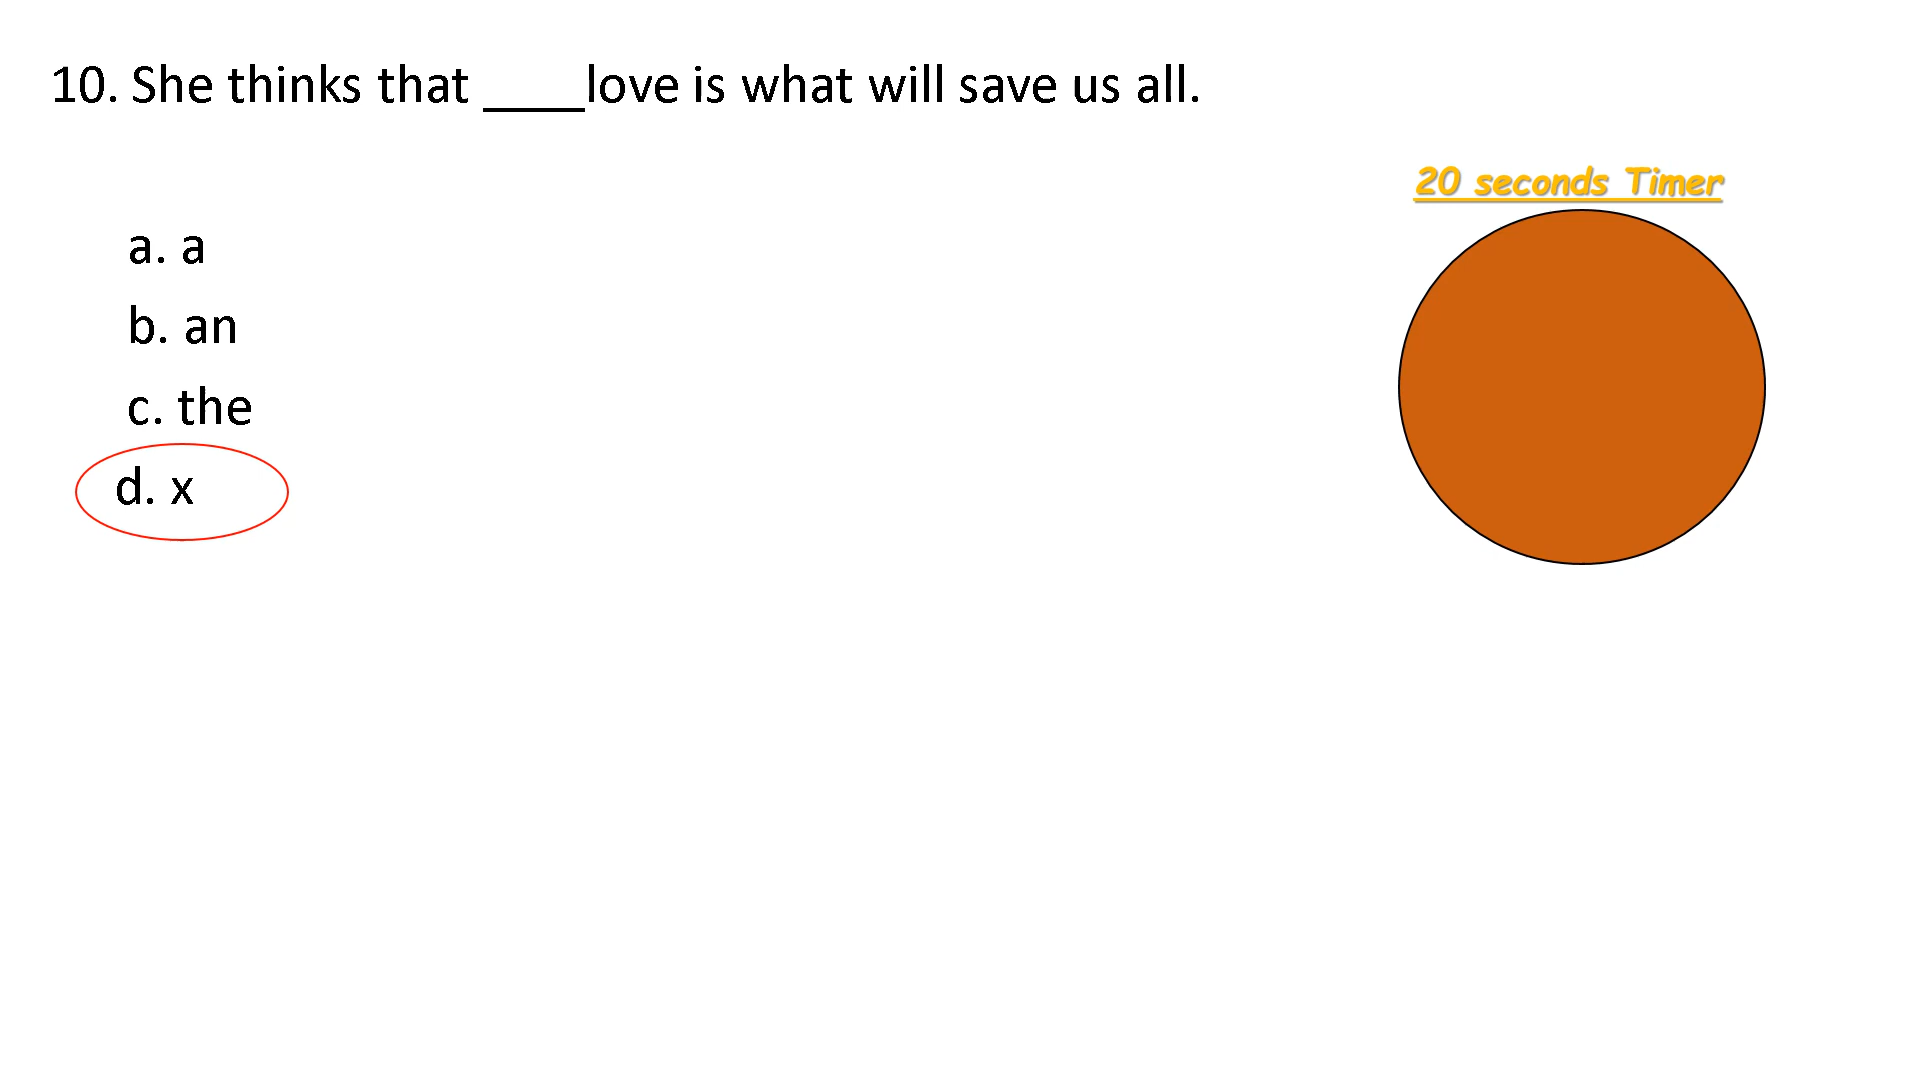 10. She thinks that ____love is what will save us all.
20 seconds Timer
a. a
b. an
c. the
d. x